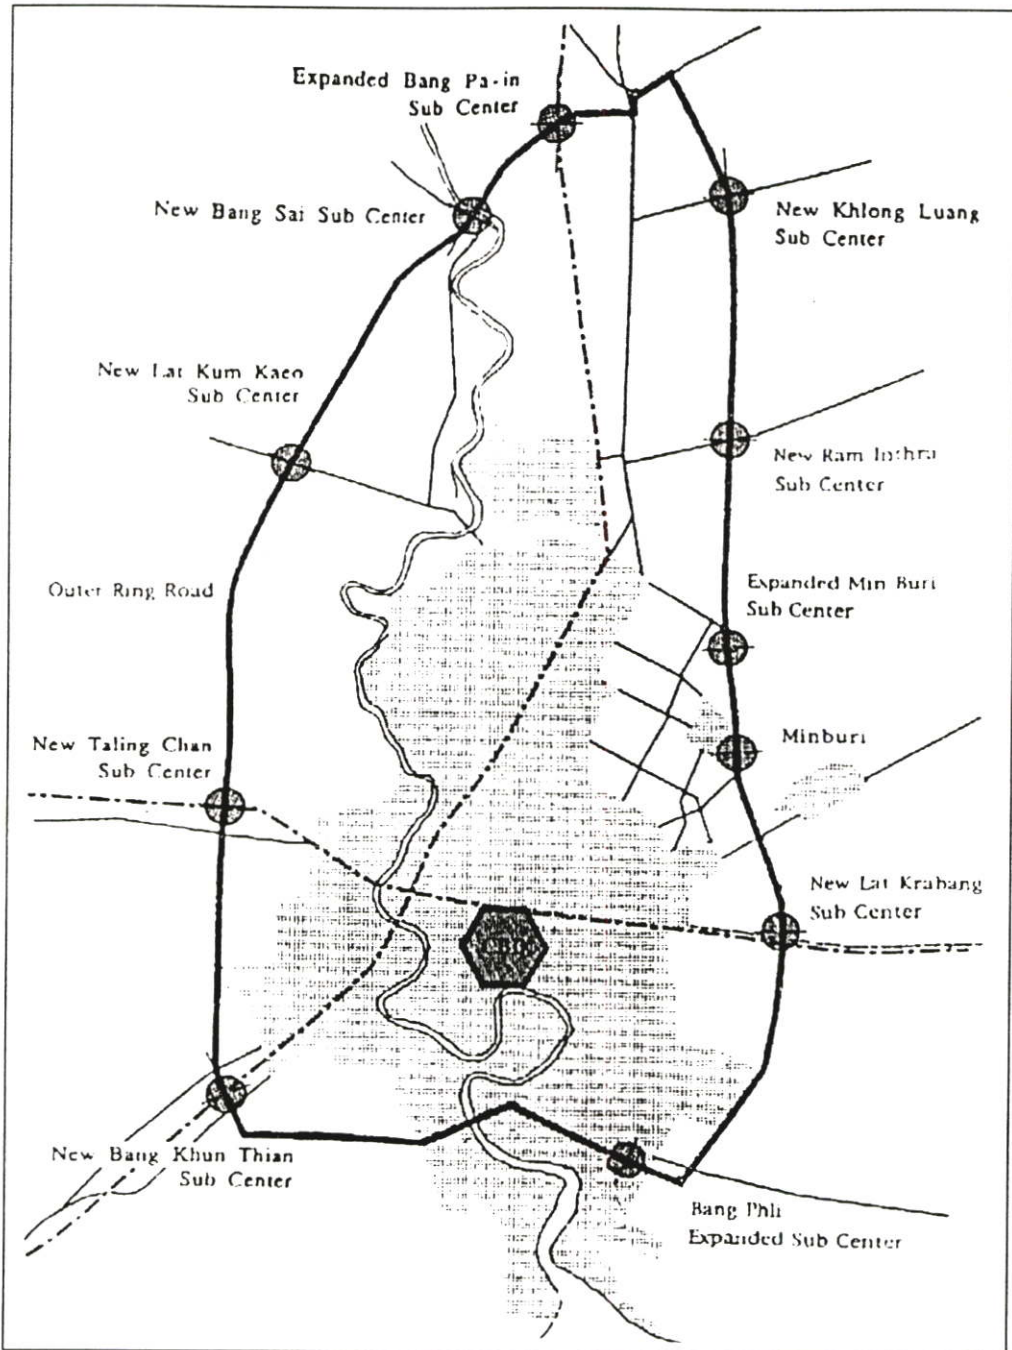 Expanded Bang Pa-in
Sub Center
New Bang Sai Sub Center
New Khlong Luang
Sub Center
New Lat Kum Kaeo
Sub Center
New Ram Inthra
Sub Center
Outer Ring Road
Expanded Min Buri
Sub Center
New Taling Chan
Sub Center
Minburi
New Lat Krabang
Sub Center
New Bang Khun Thian
Sub Center
Bang Phli
Expanded Sub Center